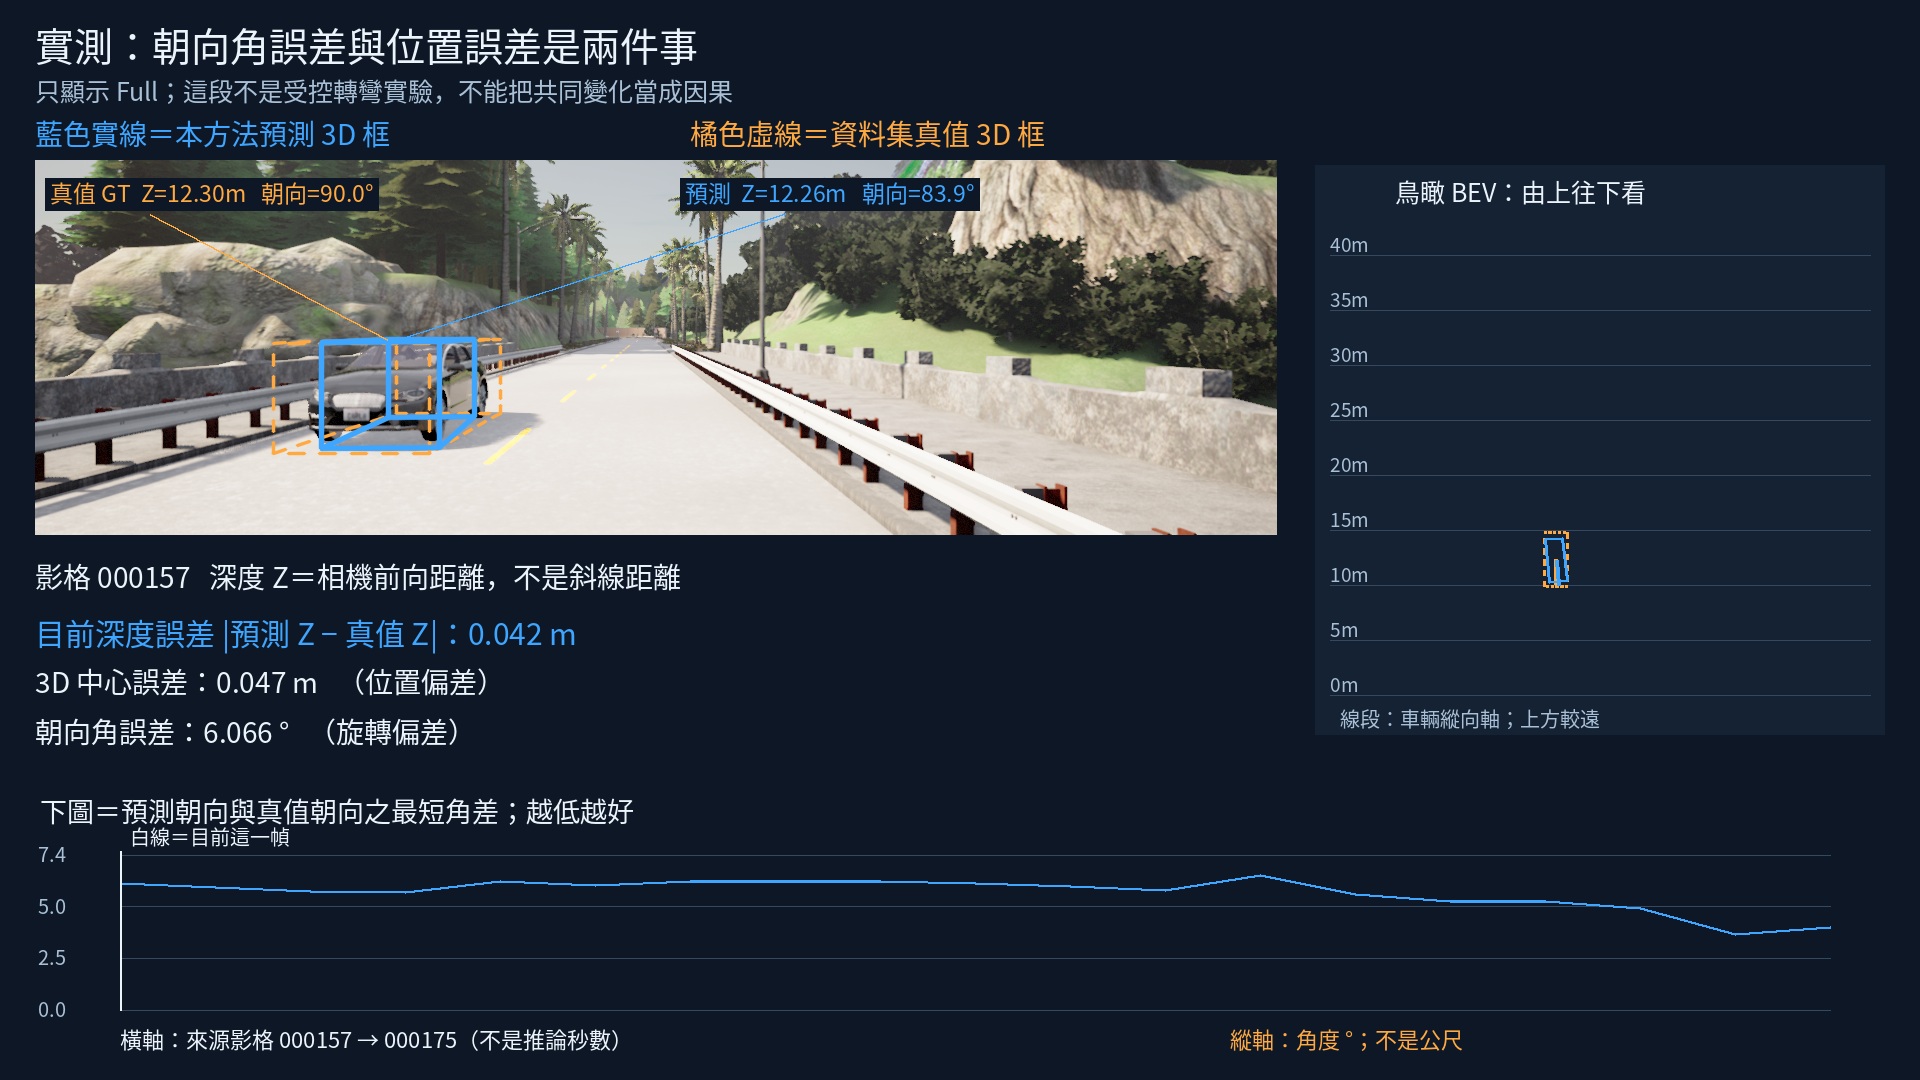 實測：朝向角誤差與位置誤差是兩件事
只顯示 Full；這段不是受控轉彎實驗，不能把共同變化當成因果
藍色實線＝本方法預測 3D 框
橘色虛線＝資料集真值 3D 框
真值 GT Z=12.30m 朝向=90.0°
預測 Z=12.26m 朝向=83.9°
鳥瞰 BEV：由上往下看
40m
35m
30m
25m
20m
15m
10m
5m
0m
線段：車輛縱向軸；上方較遠
影格 000157 深度 Z＝相機前向距離，不是斜線距離
目前深度誤差 |預測 Z − 真值 Z|：0.042 m
3D 中心誤差：0.047 m （位置偏差）
朝向角誤差：6.066 ° （旋轉偏差）
下圖＝預測朝向與真值朝向之最短角差；越低越好
白線＝目前這一幀
7.4
5.0
2.5
0.0
橫軸：來源影格 000157 → 000175（不是推論秒數）
縱軸：角度 °；不是公尺